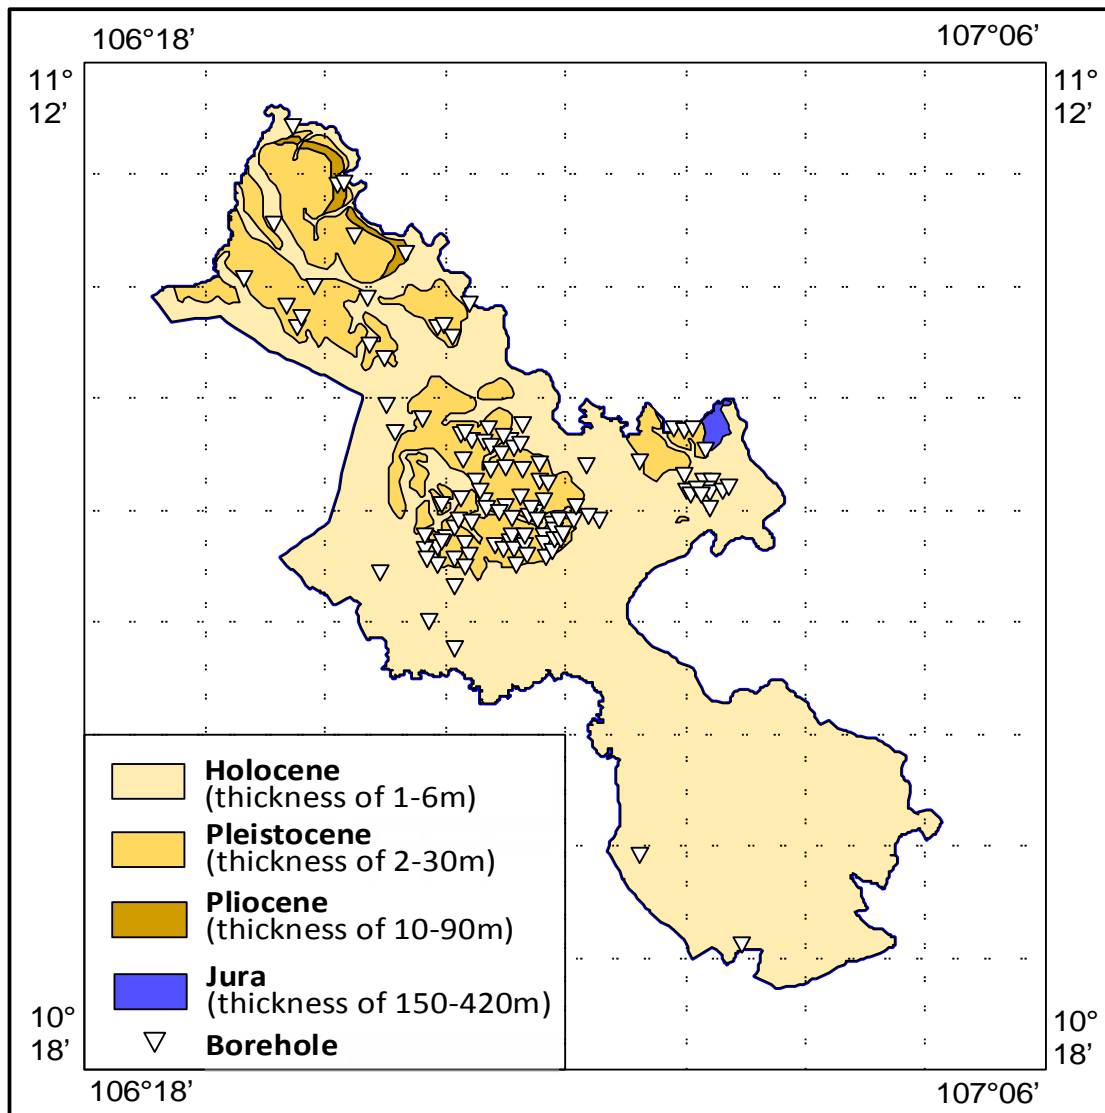 106°18’ 107°06’
11° 11°
12’ 12’
Holocene
(thickness of 1-6m)
Pleistocene
(thickness of 2-30m)
Pliocene
(thickness of 10-90m)
Jura
(thickness of 150-420m)
Borehole
10° 10°
18’ 18’
106°18’ 107°06’